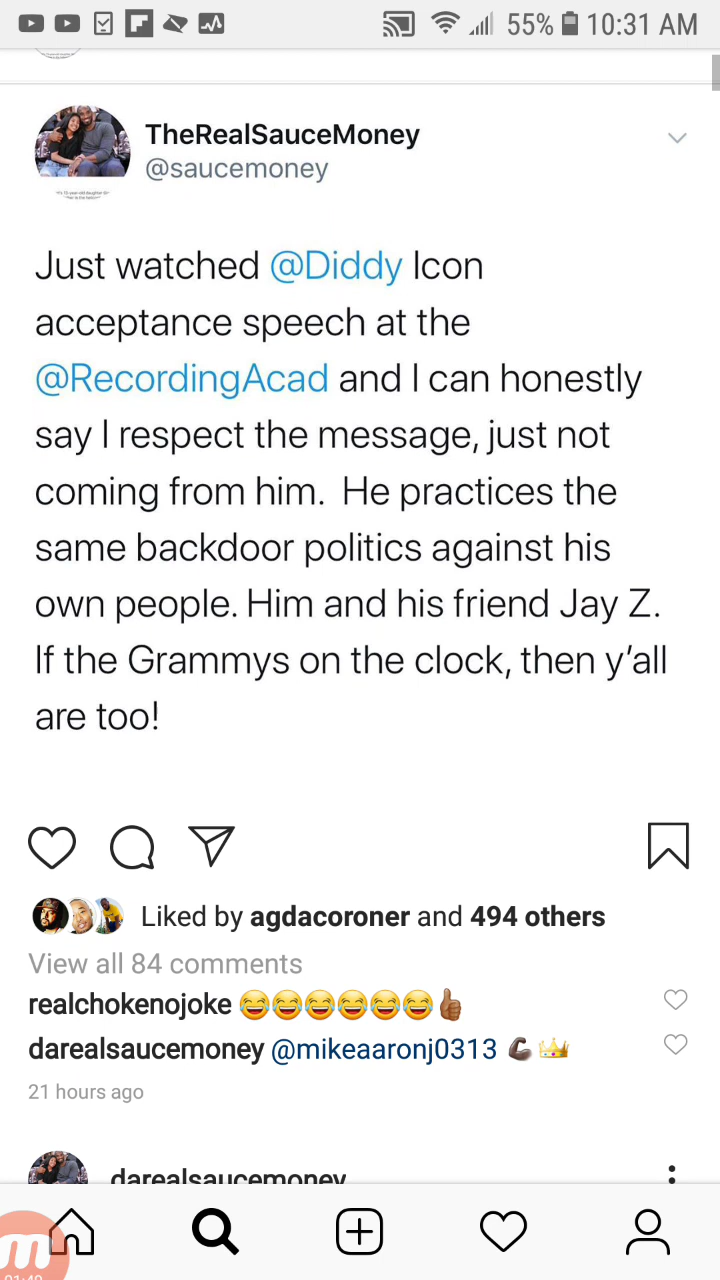 55% 10:31 AM
TheRealSauceMoney
@saucemoney
Just watched @Diddy Icon
acceptance speech at the
@RecordingAcad and I can honestly
say I respect the message, just not
coming from him.  He practices the
same backdoor politics against his
own people. Him and his friend Jay Z.
If the Grammys on the clock, then y’all
are too!
Liked by agdacoroner and 494 others
View all 84 comments
realchokenojoke 😂😂😂😂😂😂👍🏾
darealsaucemoney @mikeaaronj0313 💪🏿 👑
21 hours ago
darealsaucemoney
01:49